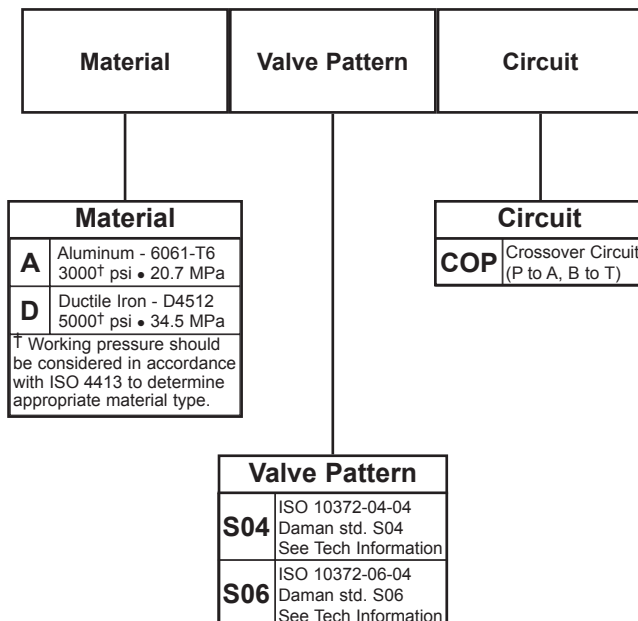 Material
Valve Pattern
Circuit
Material
A
Aluminum - 6061-T6
3000† psi • 20.7 MPa
D
Ductile Iron - D4512
5000† psi • 34.5 MPa
† Working pressure should
be considered in accordance
with ISO 4413 to determine
appropriate material type.
Circuit
COP
Crossover Circuit
(P to A, B to T)
Valve Pattern
S04
ISO 10372-04-04
Daman std. S04
See Tech Information
S06
ISO 10372-06-04
Daman std. S06
See Tech Information